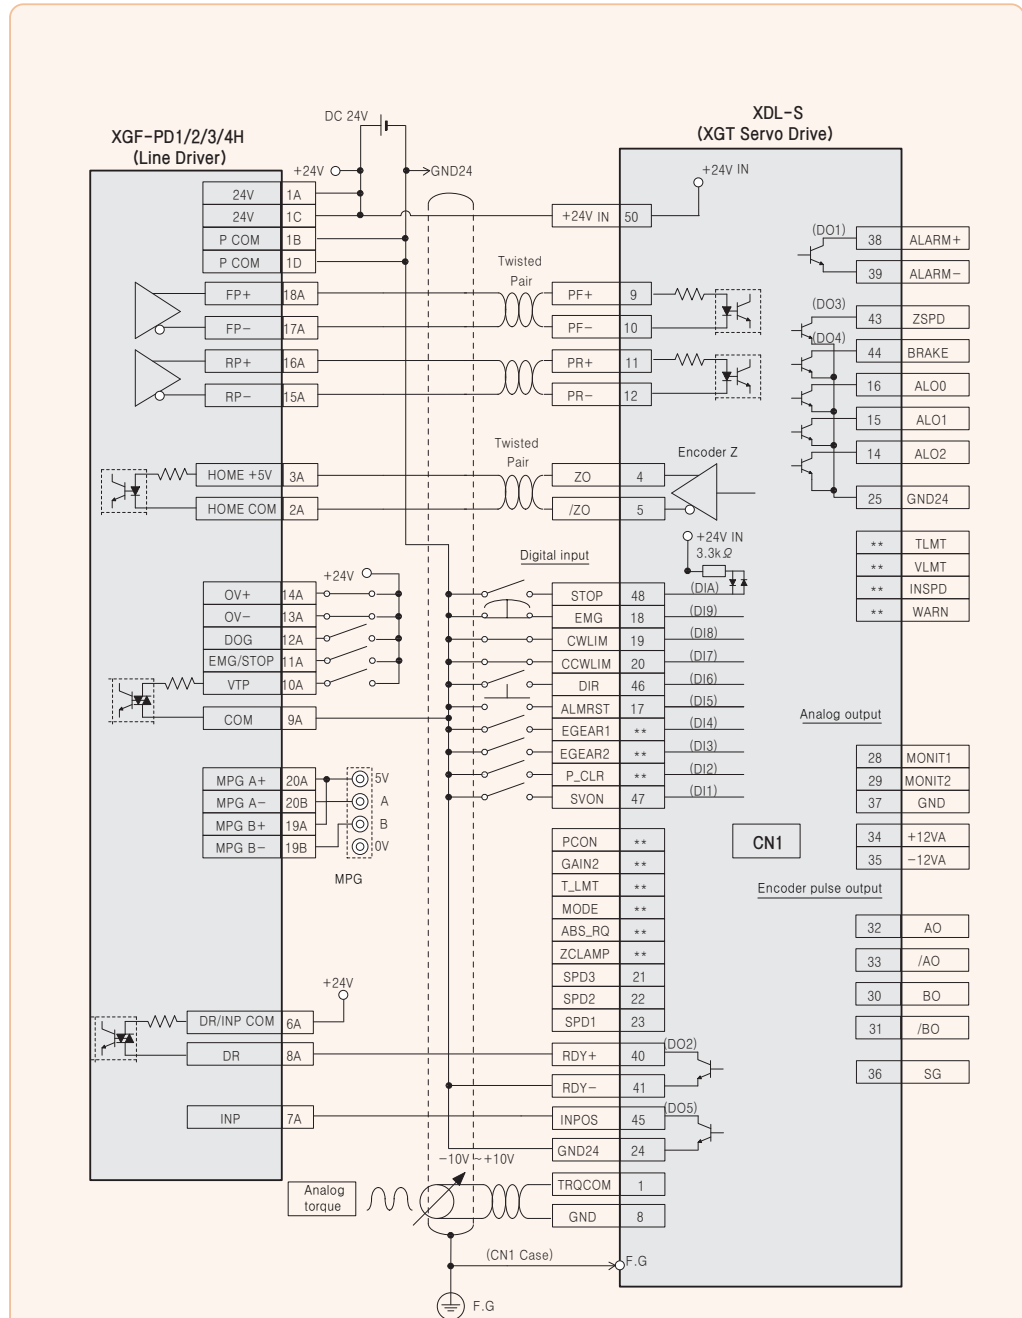 XDL-S
(XGT Servo Drive)
DC 24V
XGF-PD1/2/3/4H
(Line Driver)
+24V
GND24
+24V IN
24V 1A
24V 1C
P COM 1B
P COM 1D
+24V IN 50
(DO1)
38 ALARM+
39 ALARM-
Twisted
Pair
FP+ 18A
FP- 17A
RP+ 16A
RP- 15A
PF+ 9
PF- 10
PR+ 11
PR- 12
(DO3)
43 ZSPD
(DO4)
44 BRAKE
16 ALO0
15 ALO1
14 ALO2
25 GND24
Twisted
Pair
HOME +5V 3A
HOME COM 2A
ZO 4
/ZO 5
Encoder Z
** TLMT
** VLMT
** INSPD
** WARN
+24V IN
3.3kΩ
Digital input
+24V
OV+ 14A
OV- 13A
DOG 12A
EMG/STOP 11A
VTP 10A
COM 9A
STOP 48 (DIA)
EMG 18 (DI9)
CWLIM 19 (DI8)
CCWLIM 20 (DI7)
DIR 46 (DI6)
ALMRST 17 (DI5)
EGEAR1 ** (DI4)
EGEAR2 ** (DI3)
P_CLR ** (DI2)
SVON 47 (DI1)
Analog output
28 MONIT1
29 MONIT2
37 GND
34 +12VA
35 -12VA
MPG A+ 20A
MPG A- 20B
MPG B+ 19A
MPG B- 19B
5V
A
B
0V
MPG
CN1
PCON **
GAIN2 **
T_LMT **
MODE **
ABS_RQ **
ZCLAMP **
SPD3 21
SPD2 22
SPD1 23
Encoder pulse output
32 AO
33 /AO
30 BO
31 /BO
36 SG
+24V
DR/INP COM 6A
DR 8A
INP 7A
RDY+ 40 (DO2)
RDY- 41
INPOS 45 (DO5)
GND24 24
-10V~+10V
Analog
torque
TRQCOM 1
GND 8
(CN1 Case)
F.G
F.G